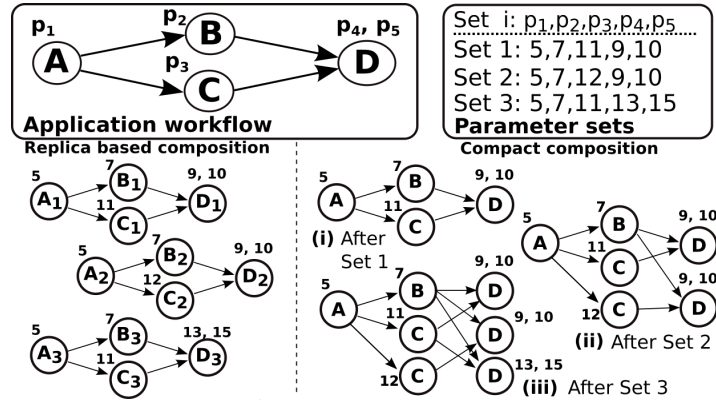 p1
p2
p4, p5
A
B
D
p3
C
Application workflow
Set i: p1,p2,p3,p4,p5
Set 1: 5,7,11,9,10
Set 2: 5,7,12,9,10
Set 3: 5,7,11,13,15
Parameter sets
Replica based composition
5
7
9, 10
A1
B1
11
C1
D1
5
7
9, 10
A2
B2
12
C2
D2
5
7
13, 15
A3
B3
11
C3
D3
Compact composition
5
7
9, 10
A
B
11
C
D
(i) After
Set 1
5
7
9, 10
A
B
11
C
D
9, 10
12
C
D
(ii) After Set 2
5
7
9, 10
A
B
D
11
C
9, 10
D
12
C
13, 15
D
(iii) After Set 3